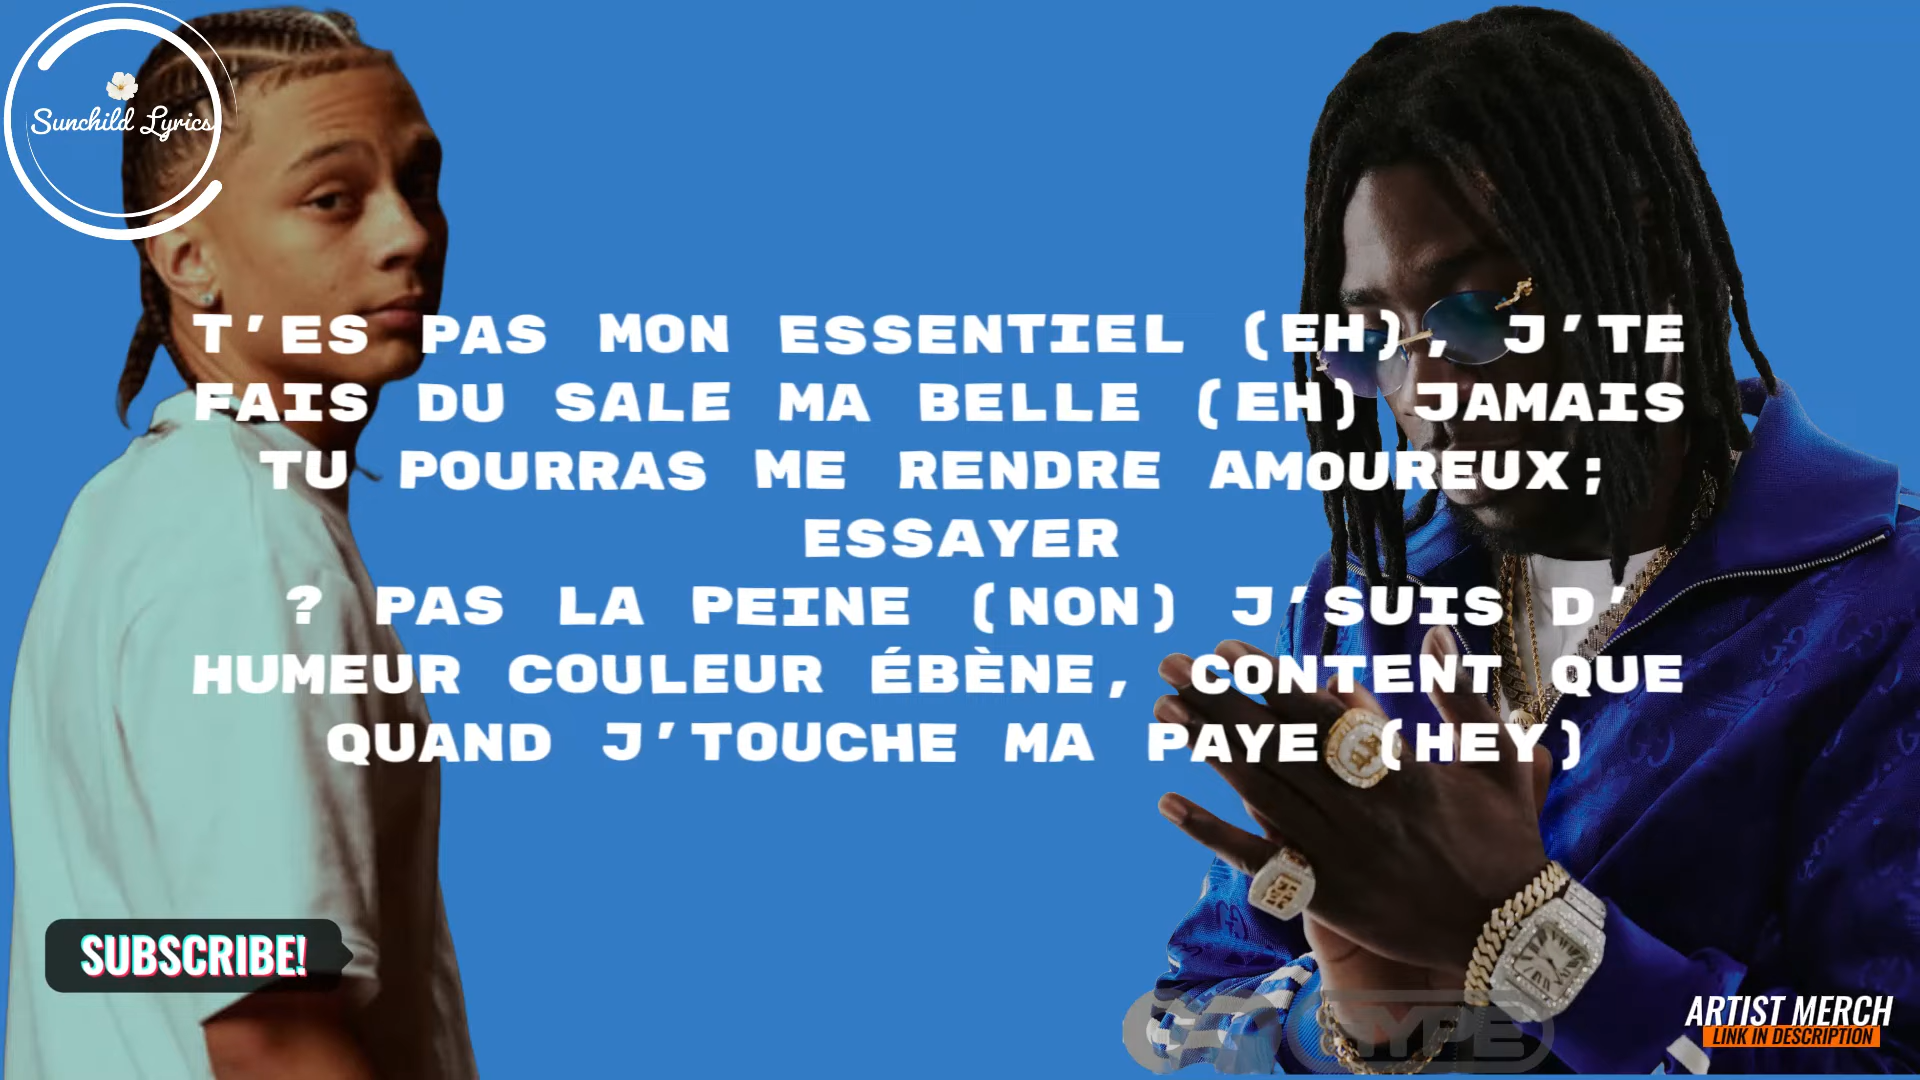 Sunchild Lyrics
T'ES PAS MON ESSENTIEL (EH), J'TE
FAIS DU SALE MA BELLE (EH) JAMAIS
TU POURRAS ME RENDRE AMOUREUX;
ESSAYER
? PAS LA PEINE (NON) J'SUIS D'
HUMEUR COULEUR ÉBÈNE, CONTENT QUE
QUAND J'TOUCHE MA PAYE (HEY)
SUBSCRIBE!
ARTIST MERCH
LINK IN DESCRIPTION